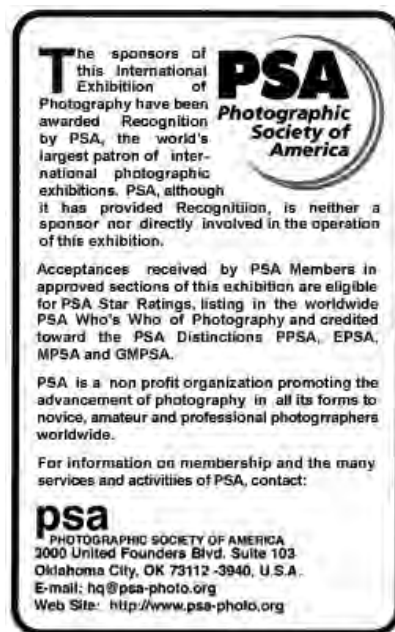 The sponsors of
this International
Exhibition of
Photography have been
awarded Recognition
by PSA, the world's
largest patron of inter-
national photographic
exhibitions. PSA, although
it has provided Recognitiion, is neither a
sponsor nor directly involved in the operation
of this exhibition.
PSA
Photographic
Society of
America
Acceptances received by PSA Members in
approved sections of this exhibition are eligible
for PSA Star Ratings, listing in the worldwide
PSA Who's Who of Photography and credited
toward the PSA Distinctions PPSA, EPSA,
MPSA and GMPSA.
PSA is a non profit organization promoting the
advancement of photography in all its forms to
novice, amateur and professional photogrraphers
worldwide.
For information on membership and the many
services and activitiies of PSA, contact:
psa
PHOTOGRAPHIC SOCIETY OF AMERICA
3000 United Founders Blvd. Suite 103
Oklahoma City, OK 73112 -3940, U.S.A.
E-mail: hq@psa-photo.org
Web Site: http://www.psa-photo.org